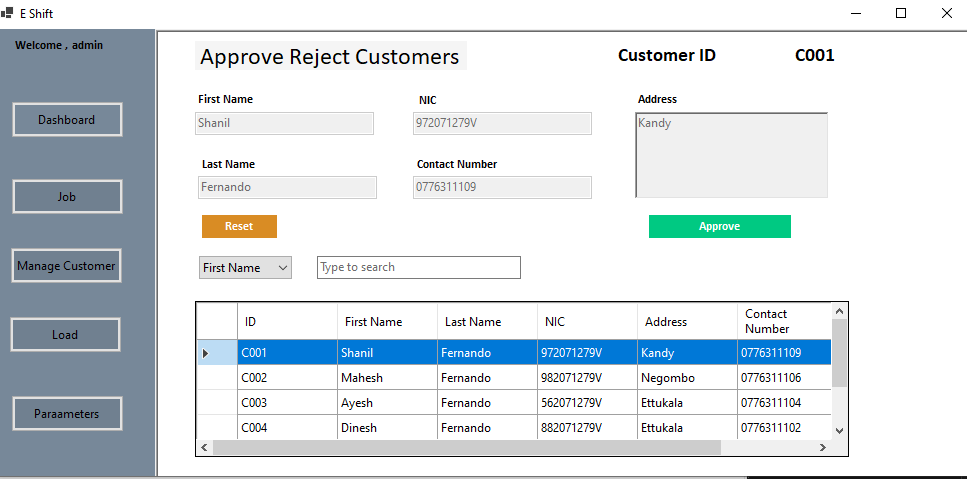 E Shift
Welcome , admin
Dashboard
Job
Manage Customer
Load
Paraameters
Approve Reject Customers
Customer ID C001
First Name
Shanil
NIC
972071279V
Address
Kandy
Last Name
Fernando
Contact Number
0776311109
Reset
Approve
First Name
Type to search
ID First Name Last Name NIC Address Contact Number
C001 Shanil Fernando 972071279V Kandy 0776311109
C002 Mahesh Fernando 982071279V Negombo 0776311106
C003 Ayesh Fernando 562071279V Ettukala 0776311104
C004 Dinesh Fernando 882071279V Ettukala 0776311102